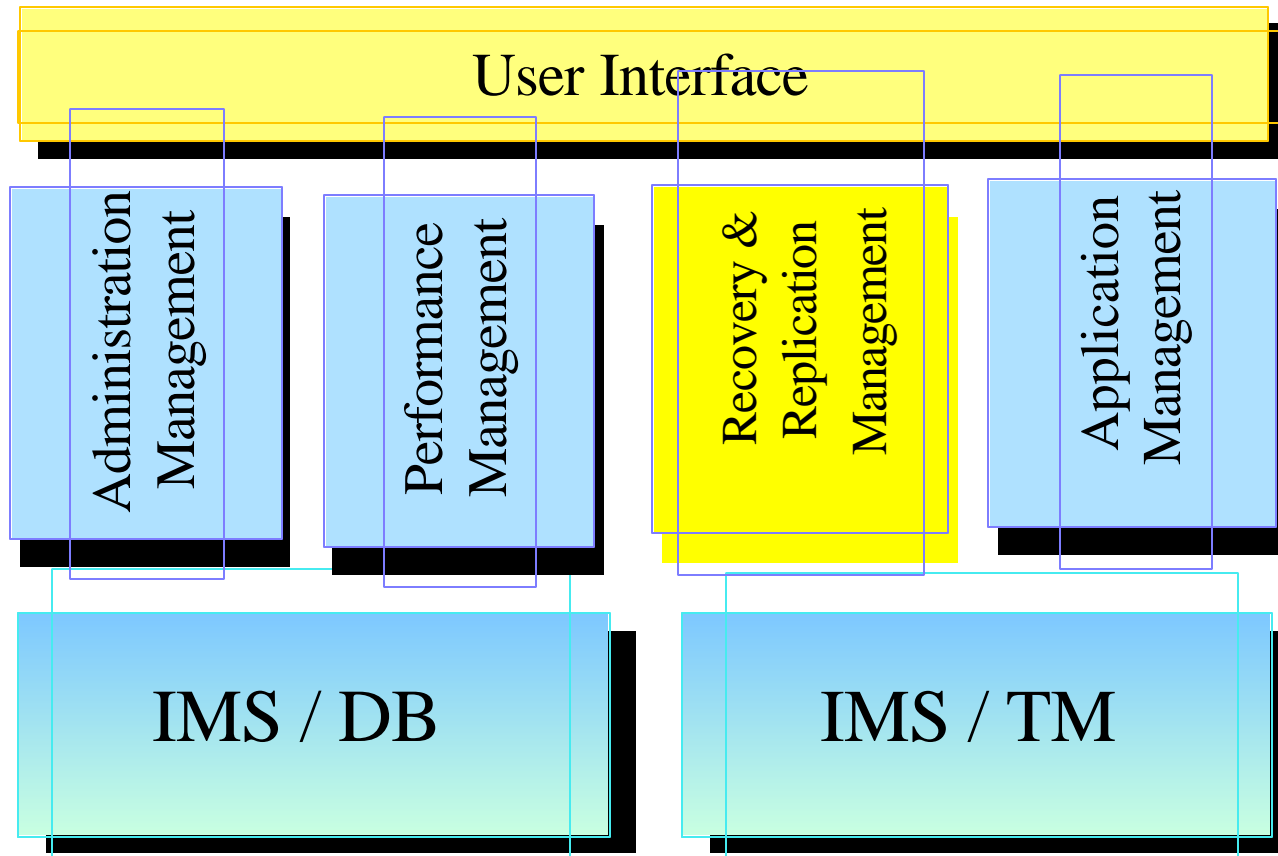 User Interface
Administration
Management
Performance
Management
Recovery &
Replication
Management
Application
Management
IMS / DB
IMS / TM